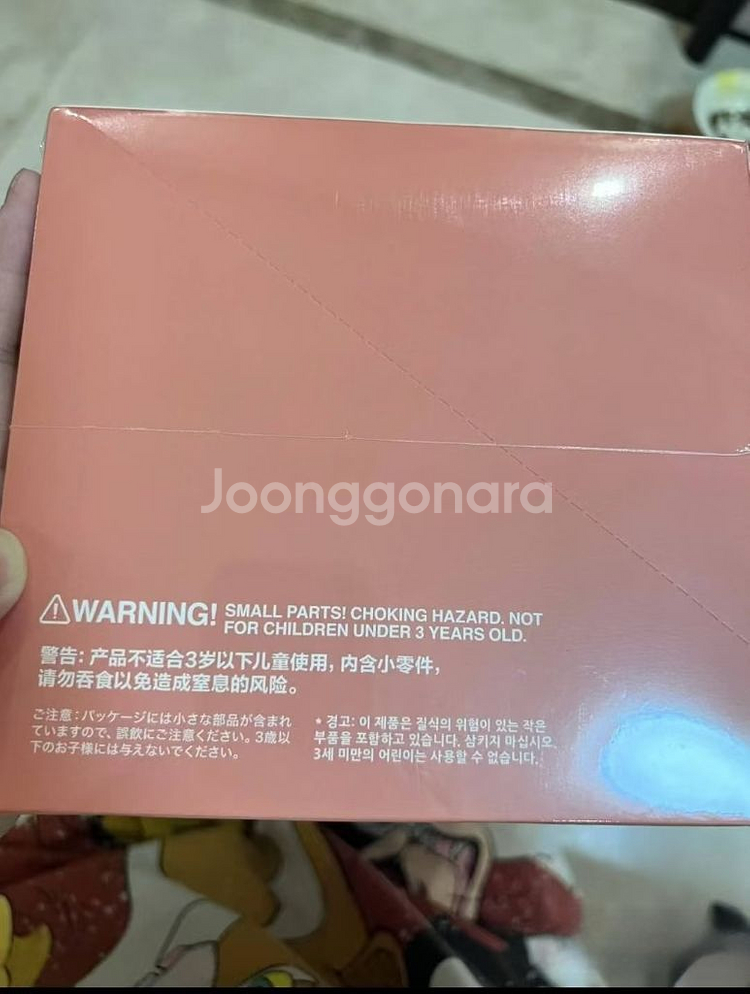 Joonggonara
WARNING! SMALL PARTS! CHOKING HAZARD. NOT
FOR CHILDREN UNDER 3 YEARS OLD.
警告：产品不适合3岁以下儿童使用，内含小零件，
请勿吞食以免造成窒息的风险。
ご注意：パッケージには小さな部品が含まれ
ていますので、誤飲にご注意ください。3歳以
下のお子様には与えないでください。
* 경고: 이 제품은 질식의 위험이 있는 작은
부품을 포함하고 있습니다. 삼키지 마십시오.
3세 미만의 어린이는 사용할 수 없습니다.